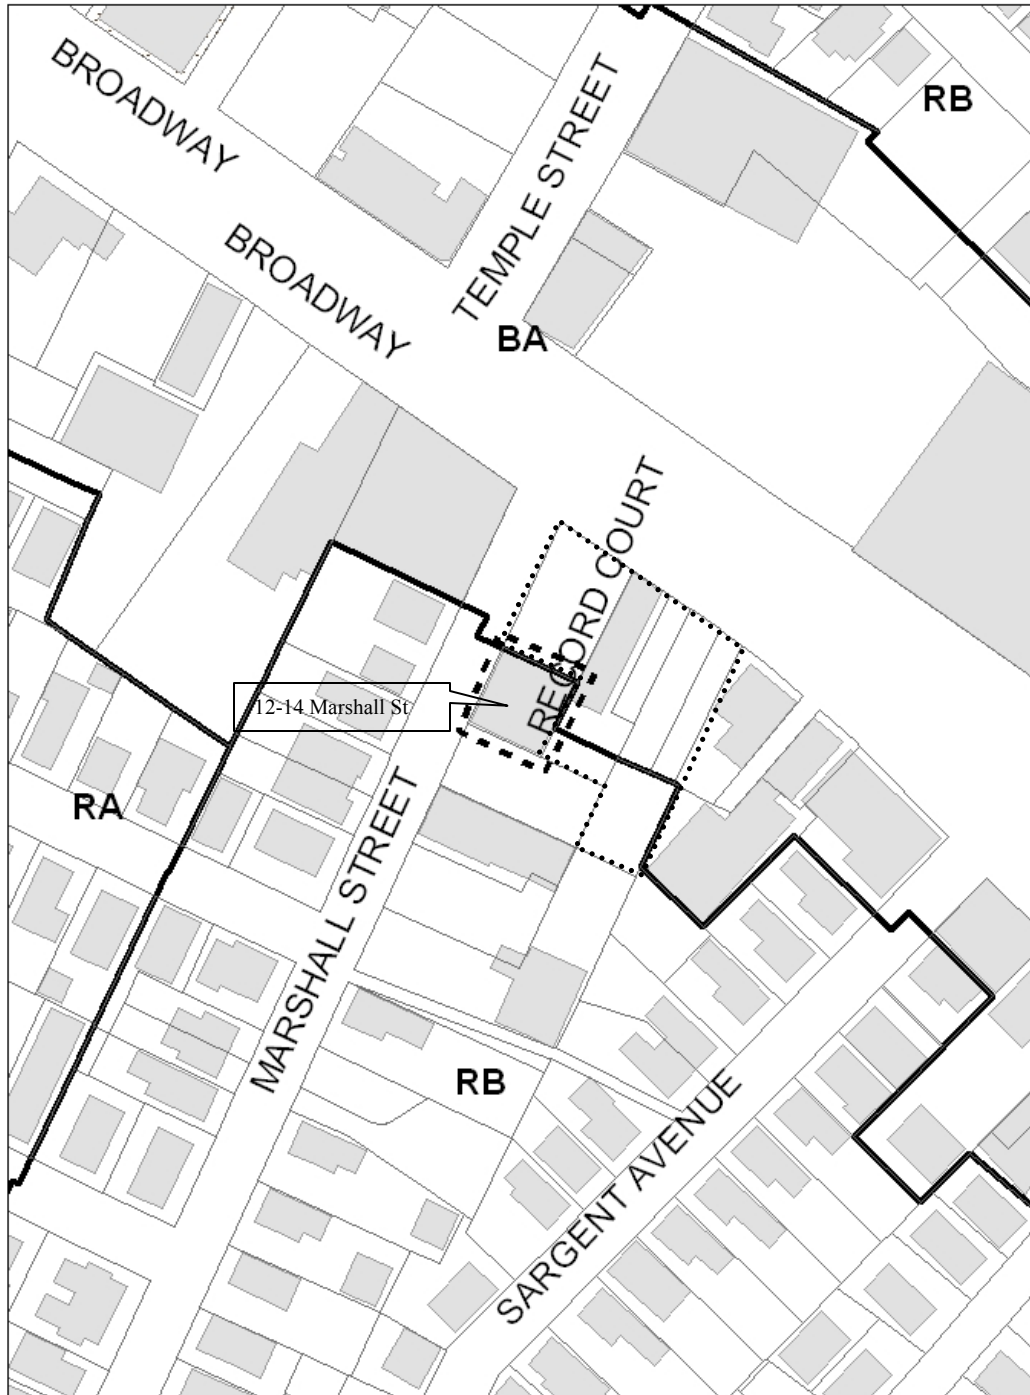 BROADWAY
TEMPLE STREET
RB
BROADWAY
BA
RECORD COURT
12-14 Marshall St
RA
MARSHALL STREET
RB
SARGENT AVENUE